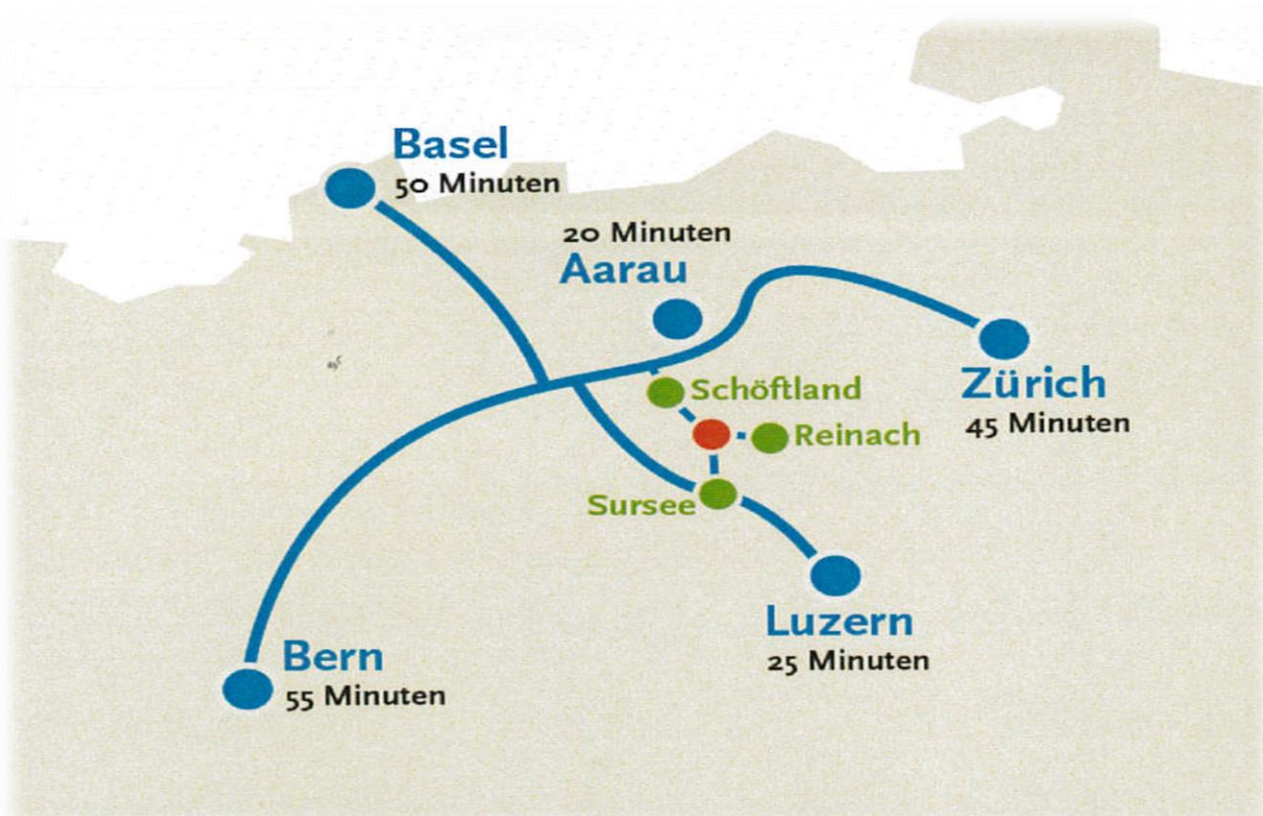 Basel
50 Minuten
20 Minuten
Aarau
Schöftland
Zürich
45 Minuten
Reinach
Sursee
Luzern
25 Minuten
Bern
55 Minuten